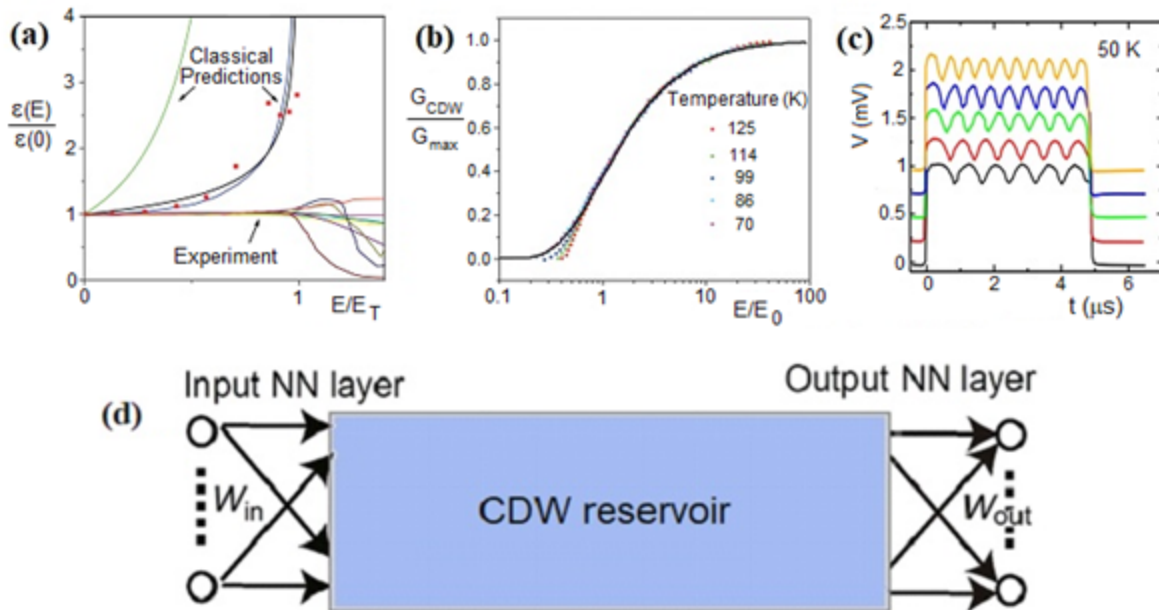 (a)
4
3
2
1
0
ε(E)
ε(0)
Classical
Predictions
Experiment
0
1
E/E_T
(b)
1.0
0.8
0.6
0.4
0.2
0.0
G_CDW
G_max
Temperature (K)
125
114
99
86
70
0.1
1
10
100
E/E_0
(c)
50 K
2.5
2
1.5
1
0.5
0
V (mV)
0
2
4
6
t (μs)
(d)
Input NN layer
Output NN layer
W_in
CDW reservoir
W_out